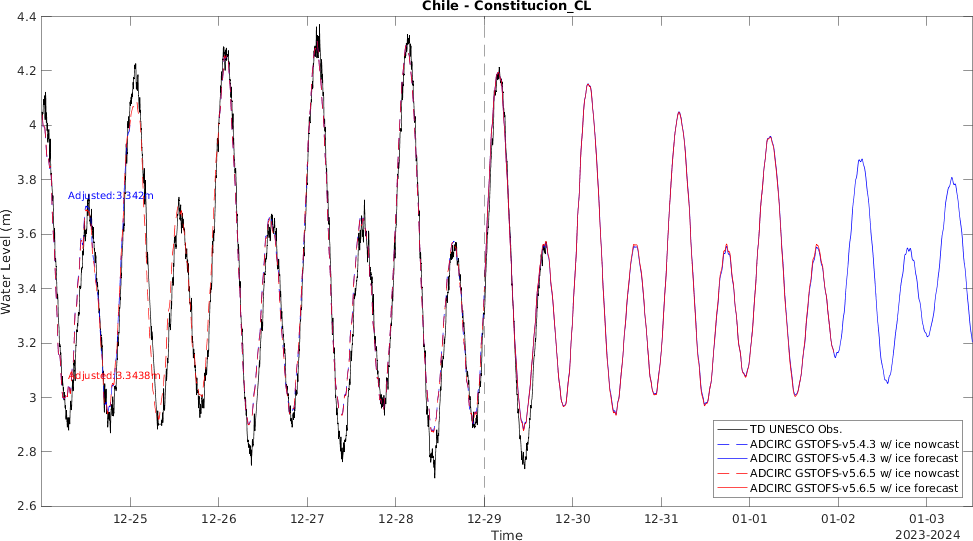 Chile - Constitucion_CL
Water Level (m)
4.4
4.2
4
3.8
3.6
3.4
3.2
3
2.8
2.6
Adjusted:3.342m
Adjusted:3.3438m
TD UNESCO Obs.
ADCIRC GSTOFS-v5.4.3 w/ ice nowcast
ADCIRC GSTOFS-v5.4.3 w/ ice forecast
ADCIRC GSTOFS-v5.6.5 w/ ice nowcast
ADCIRC GSTOFS-v5.6.5 w/ ice forecast
12-25 12-26 12-27 12-28 12-29 12-30 12-31 01-01 01-02 01-03
Time
2023-2024